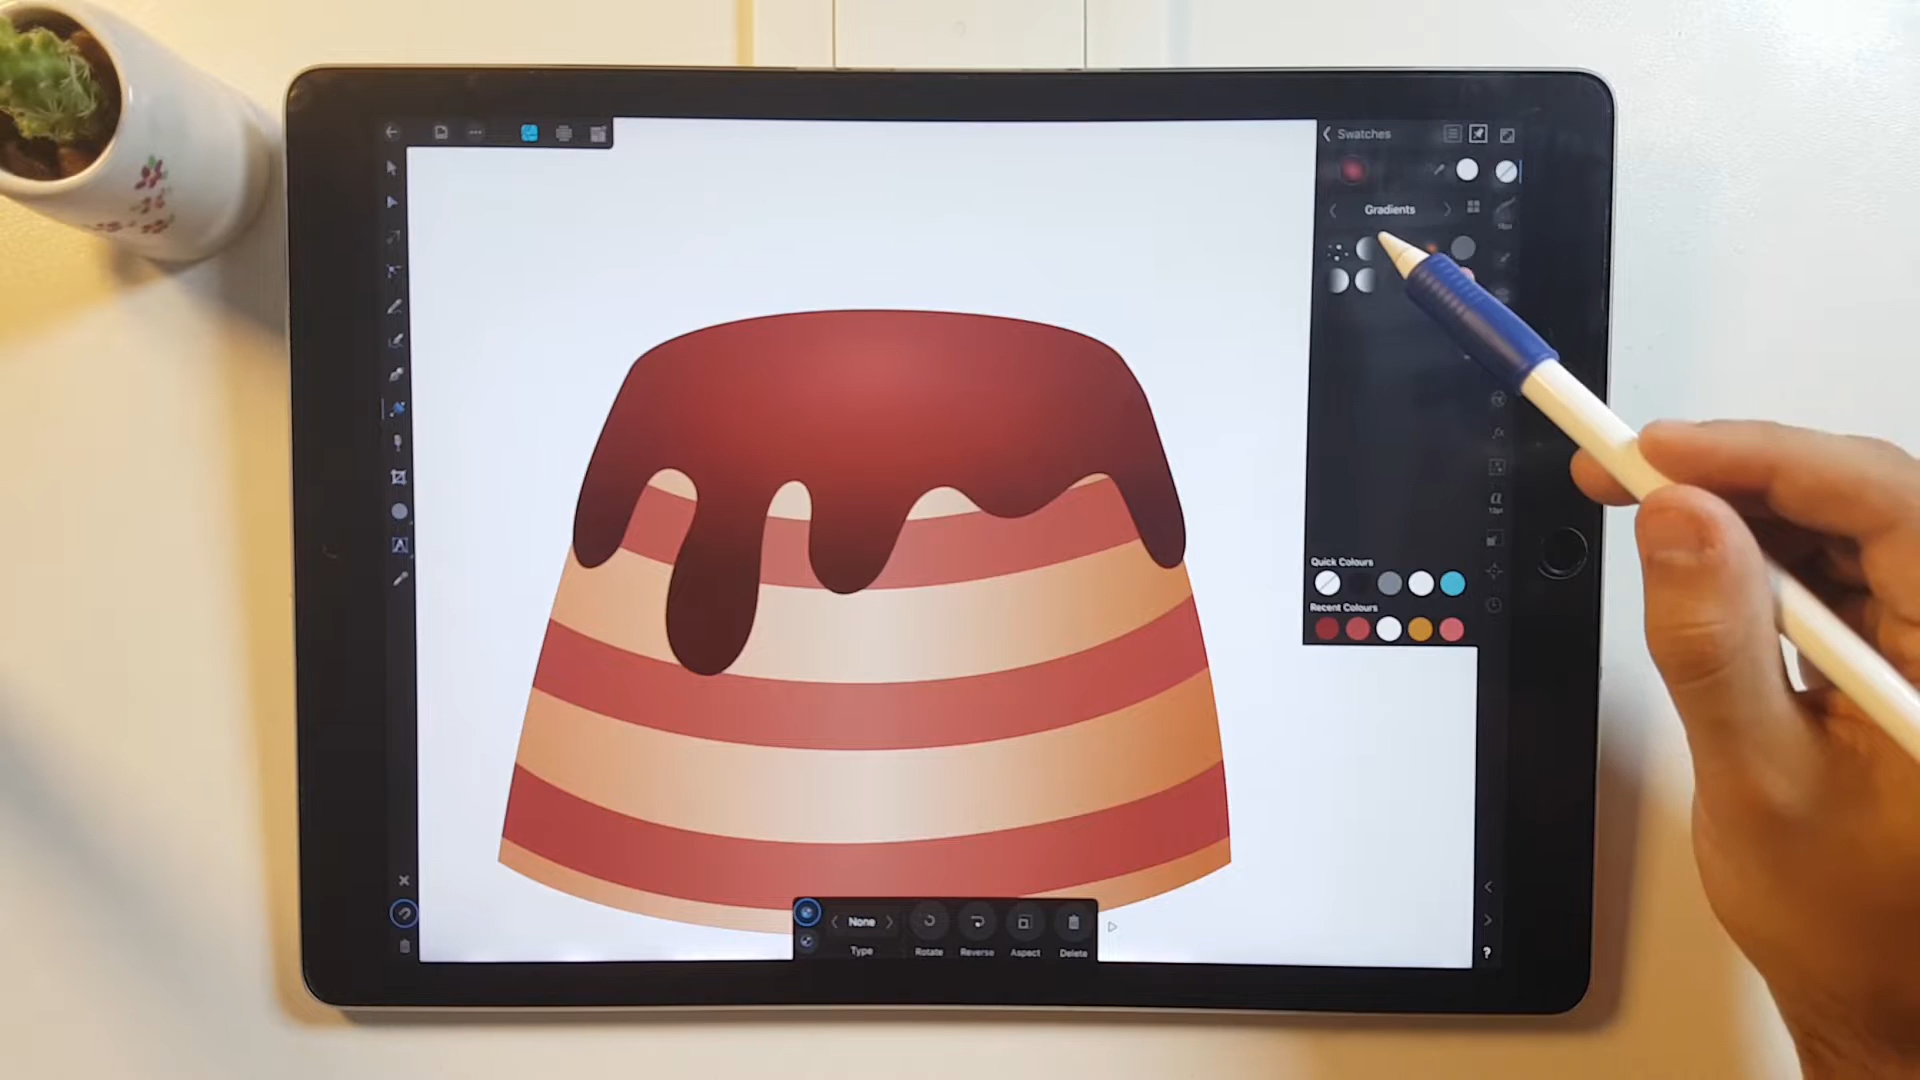 Swatches
Gradients
Quick Colours
Recent Colours
None
Type
Rotate
Reverse
Aspect
Delete
?